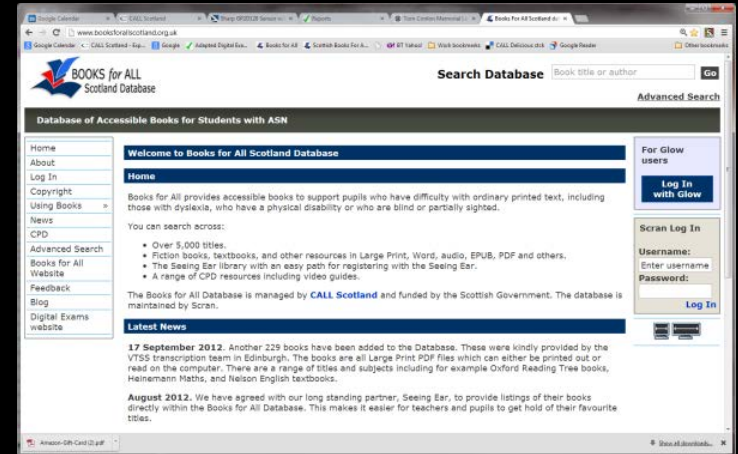 Google Calendar
CALL Scotland
Reports
Tom Conlon Memorial L
Books For All Scotland da
www.booksforallscotland.org.uk
Google Calendar
CALL Scotland - Exp...
Google
Adapted Digital Exa...
Books for All
Scottish Books For A...
BT Yahoo!
Work bookmarks
CALL Delicious.stck
Google Reader
Other bookmarks
BOOKS for ALL
Scotland Database
Search Database
Book title or author
Go
Advanced Search
Database of Accessible Books for Students with ASN
Home
About
Log In
Copyright
Using Books »
News
CPD
Advanced Search
Books for All
Website
Feedback
Blog
Digital Exams
website
Welcome to Books for All Scotland Database
Home
Books for All provides accessible books to support pupils who have difficulty with ordinary printed text, including
those with dyslexia, who have a physical disability or who are blind or partially sighted.
You can search across:
• Over 5,000 titles.
• Fiction books, textbooks, and other resources in Large Print, Word, audio, EPUB, PDF and others.
• The Seeing Ear library with an easy path for registering with the Seeing Ear.
• A range of CPD resources including video guides.
The Books for All Database is managed by CALL Scotland and funded by the Scottish Government. The database is
maintained by Scran.
Latest News
17 September 2012. Another 229 books have been added to the Database. These were kindly provided by the
VTSS transcription team in Edinburgh. The books are all Large Print PDF files which can either be printed out or
read on the computer. There are a range of titles and subjects including for example Oxford Reading Tree books,
Heinemann Maths, and Nelson English textbooks.
August 2012. We have agreed with our long standing partner, Seeing Ear, to provide listings of their books
directly within the Books for All Database. This makes it easier for teachers and pupils to get hold of their favourite
titles.
For Glow
users
Log In
with Glow
Scran Log In
Username:
Enter username
Password:
Log In
Amazon-Gift-Card (2).pdf
Show all downloads...